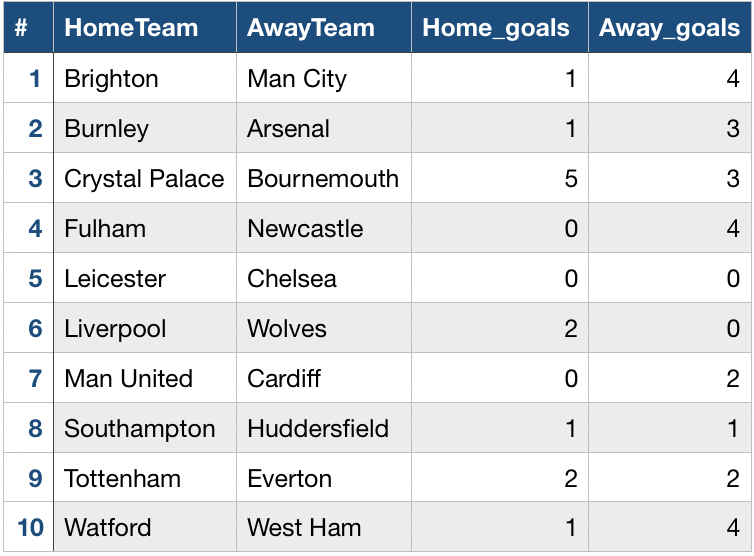 # HomeTeam AwayTeam Home_goals Away_goals
1 Brighton Man City 1 4
2 Burnley Arsenal 1 3
3 Crystal Palace Bournemouth 5 3
4 Fulham Newcastle 0 4
5 Leicester Chelsea 0 0
6 Liverpool Wolves 2 0
7 Man United Cardiff 0 2
8 Southampton Huddersfield 1 1
9 Tottenham Everton 2 2
10 Watford West Ham 1 4